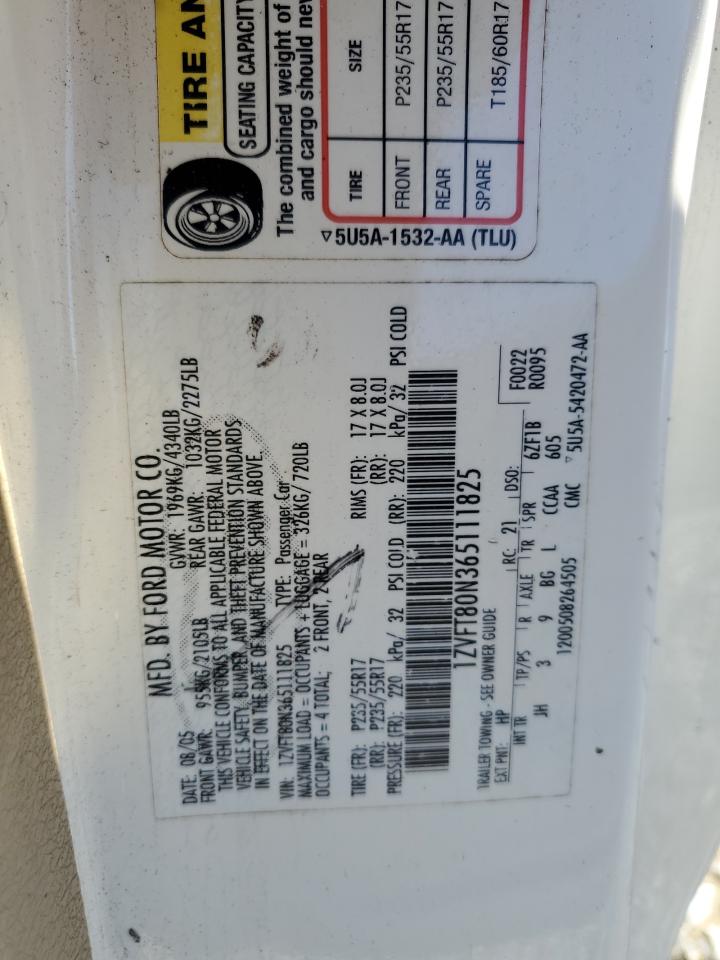 TIRE AN
SEATING CAPACITY
The combined weight of
and cargo should nev
TIRE SIZE
FRONT P235/55R17
REAR P235/55R17
SPARE T185/60R17
▽5U5A-1532-AA (TLU)
MFD. BY FORD MOTOR CO.
DATE: 08/05 GVWR: 1969KG/4340LB
FRONT GAWR: 955KG/2105LB REAR GAWR: 1032KG/2275LB
THIS VEHICLE CONFORMS TO ALL APPLICABLE FEDERAL MOTOR
VEHICLE SAFETY, BUMPER, AND THEFT PREVENTION STANDARDS
IN EFFECT ON THE DATE OF MANUFACTURE SHOWN ABOVE.
VIN: 1ZVFT80N365111825 TYPE: Passenger Car
MAXIMUM LOAD = OCCUPANTS + LUGGAGE = 326KG/720LB
OCCUPANTS = 4 TOTAL; 2 FRONT, 2 REAR
TIRE (FR): P235/55R17 RIMS (FR): 17 X 8.0J
(RR): P235/55R17 (RR): 17 X 8.0J
PRESSURE (FR): 220 kPa/ 32 PSI COLD (RR): 220 kPa/ 32 PSI COLD
1ZVFT80N365111825
TRAILER TOWING - SEE OWNER GUIDE
EXT PNT: HP RC: 21 DSO: F0022
R0095
INT TR TP/PS R AXLE TR SPR 6ZF1B
JH 3 9 BG L CCAA 605
1200508264505 CMC ▽5U5A-5420472-AA